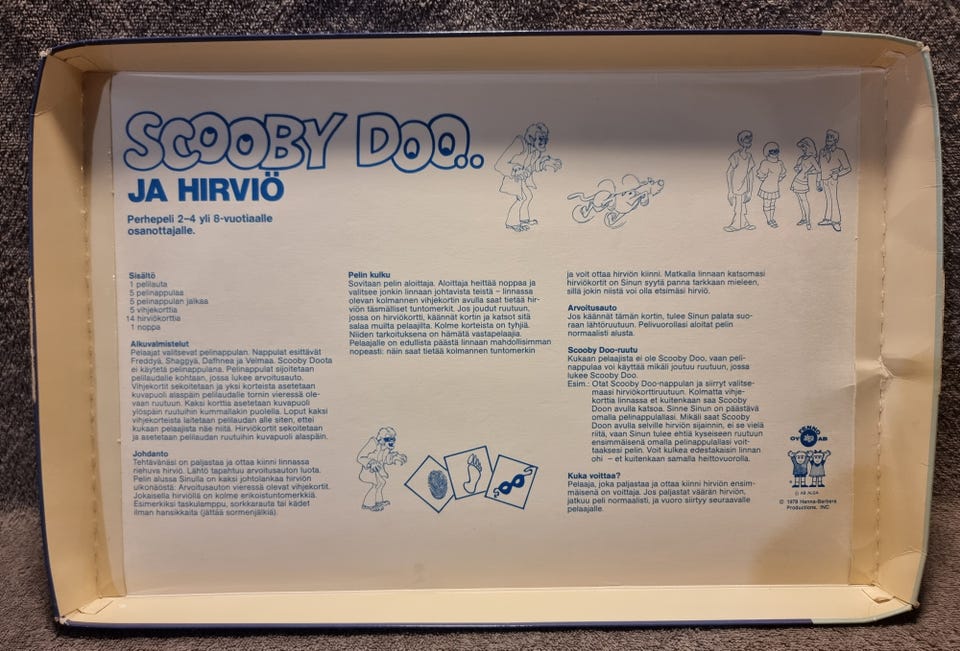 SCOOBY DOO..
JA HIRVIÖ
Perhepeli 2–4 yli 8-vuotiaalle
osanottajalle.
Sisältö
1 pelilauta
5 pelinappulaa
5 pelinappulan jalkaa
5 vihjekorttia
14 hirviökorttia
1 noppa
Alkuvalmistelut
Pelaajat valitsevat pelinappulan. Nappulat esittävät
Freddyä, Shagpyä, Dafhnea ja Velmaa. Scooby Doota
ei käytetä pelinappulana. Pelinappulat sijoitetaan
pelilaudalle kohtaan, jossa lukee arvoitusauto.
Vihjekortit sekoitetaan ja yksi korteista asetetaan
kuvapuoli alaspäin pelilaudalle tornin vieressä ole-
vaan ruutuun. Kaksi korttia asetetaan kuvapuoli
ylöspäin ruutuihin kummallakin puolella. Loput kaksi
vihjekorteista laitetaan pelilaudan alle siten, ettei
kukaan pelaajista näe niitä. Hirviökortit sekoitetaan
ja asetetaan pelilaudan ruutuihin kuvapuoli alaspäin.
Johdanto
Tehtävänäsi on paljastaa ja ottaa kiinni linnassa
riehuva hirviö. Lähtö tapahtuu arvoitusauton luota.
Pelin alussa Sinulla on kaksi johtolankaa hirviön
ulkonäöstä: Arvoitusauton vieressä olevat vihjekortit.
Jokaisella hirviöllä on kolme erikoistuntomerkkiä.
Esimerkiksi taskulamppu, sorkkarauta tai kädet
ilman hansikkaita (jättää sormenjälkiä).
Pelin kulku
Sovitaan pelin aloittaja. Aloittaja heittää noppaa ja
valitsee jonkin linnaan johtavista teistä – linnassa
olevan kolmannen vihjekortin avulla saat tietää hir-
viön täsmälliset tuntomerkit. Jos joudut ruutuun,
jossa on hirviökortti, käännät kortin ja katsot sitä
salaa muilta pelaajilta. Kolme korteista on tyhjiä.
Niiden tarkoituksena on hämätä vastapelaajia.
Pelaajalle on edullista päästä linnaan mahdollisimman
nopeasti: näin saat tietää kolmannen tuntomerkin
ja voit ottaa hirviön kiinni. Matkalla linnaan katsomasi
hirviökortit on Sinun syytä panna tarkkaan mieleen,
sillä jokin niistä voi olla etsimäsi hirviö.
Arvoitusauto
Jos käännät tämän kortin, tulee Sinun palata suo-
raan lähtöruutuun. Pelivuorollasi aloitat pelin
normaalisti alusta.
Scooby Doo-ruutu
Kukaan pelaajista ei ole Scooby Doo, vaan peli-
nappulaa voi käyttää mikäli joutuu ruutuun, jossa
lukee Scooby Doo.
Esim.: Otat Scooby Doo-nappulan ja siirryt valitse-
maasi hirviökorttiruutuun. Kolmatta vihje-
korttia linnassa et kuitenkaan saa Scooby
Doon avulla katsoa. Sinne Sinun on päästävä
omalla pelinappulallasi. Mikäli saat Scooby
Doon avulla selville hirviön sijainnin, ei se vielä
riitä, vaan Sinun tulee ehtiä kyseiseen ruutuun
ensimmäisenä omalla pelinappulallasi voit-
taaksesi pelin. Voit kulkea edestakaisin linnan
ohi – et kuitenkaan samalla heittovuorolla.
Kuka voittaa?
Pelaaja, joka paljastaa ja ottaa kiinni hirviön ensim-
mäisenä on voittaja. Jos paljastat väärän hirviön,
jatkuu peli normaalisti, ja vuoro siirtyy seuraavalle
pelaajalle.
OY AB
© AB ALGA
© 1979 Hanna-Barbera
Productions, INC